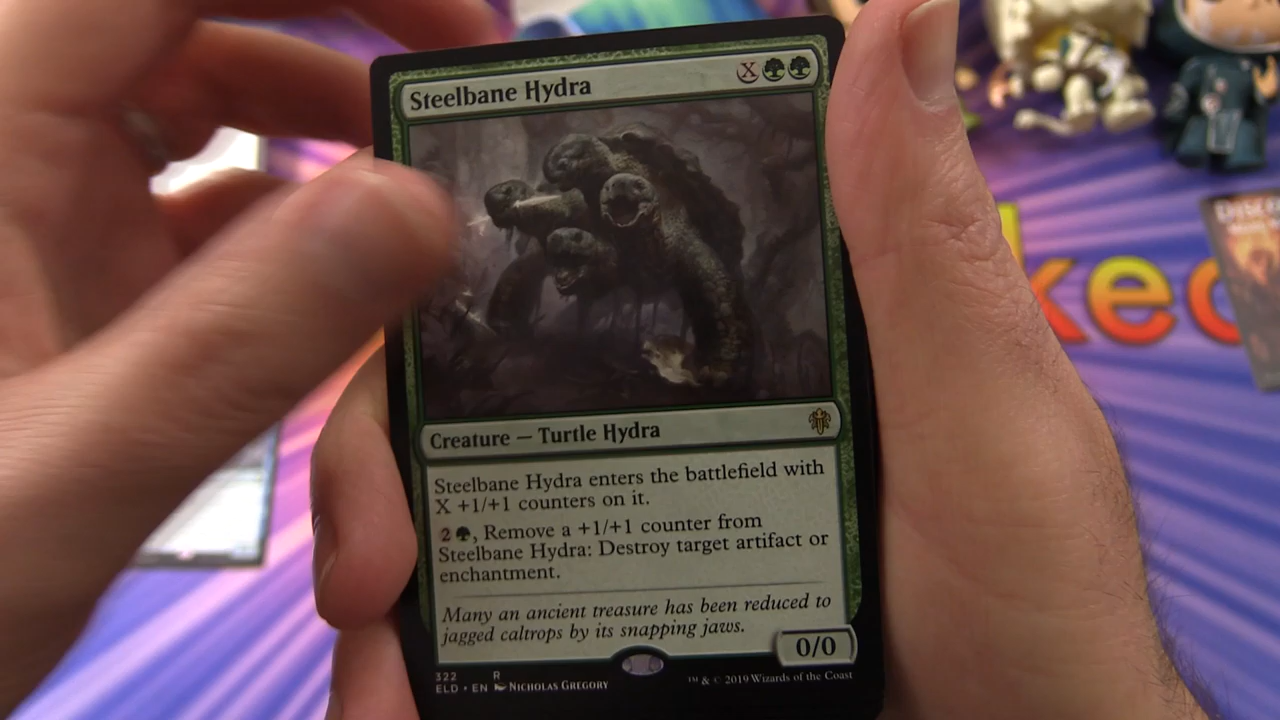 Steelbane Hydra X
Creature — Turtle Hydra
Steelbane Hydra enters the battlefield with
X +1/+1 counters on it.
2, Remove a +1/+1 counter from
Steelbane Hydra: Destroy target artifact or
enchantment.
Many an ancient treasure has been reduced to
jagged caltrops by its snapping jaws.
0/0
322 R
ELD • EN Nicholas Gregory
™ & © 2019 Wizards of the Coast
ked